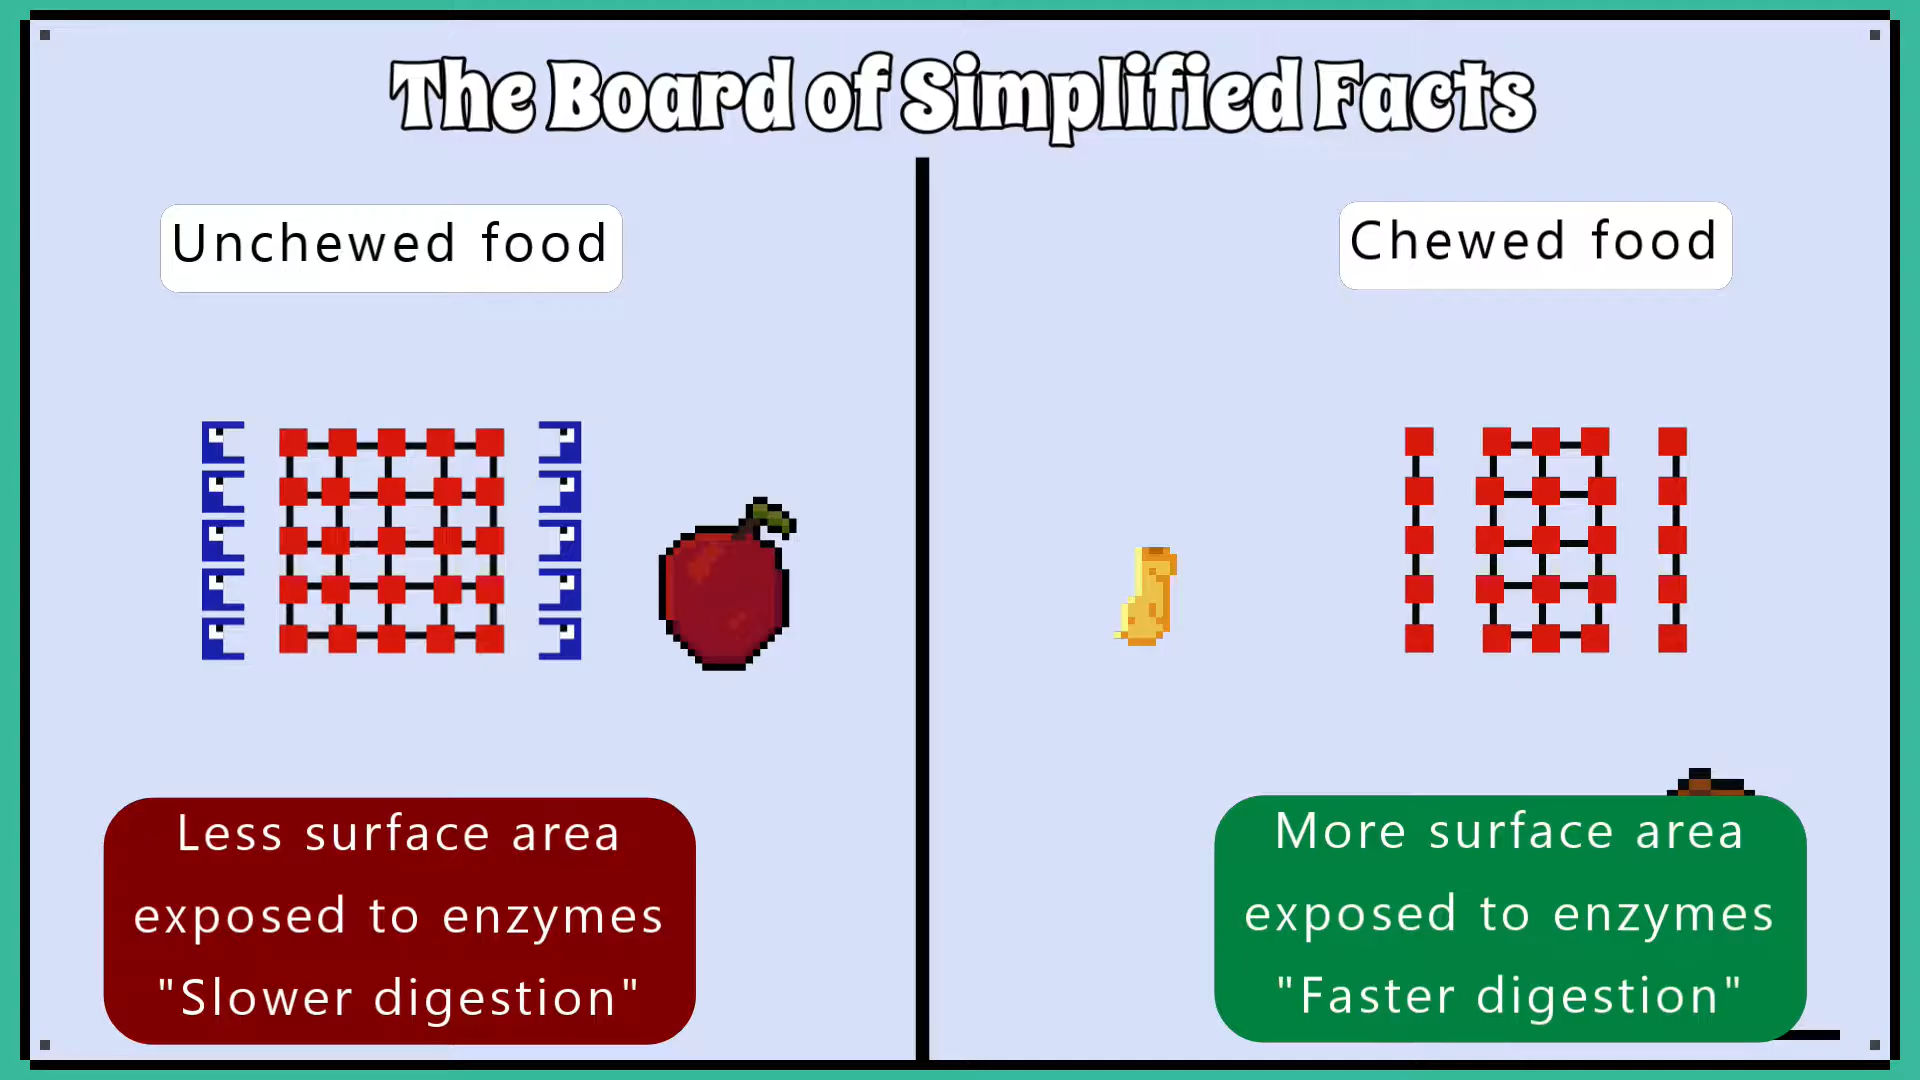 The Board of Simplified Facts
Unchewed food
Chewed food
Less surface area
exposed to enzymes
"Slower digestion"
More surface area
exposed to enzymes
"Faster digestion"